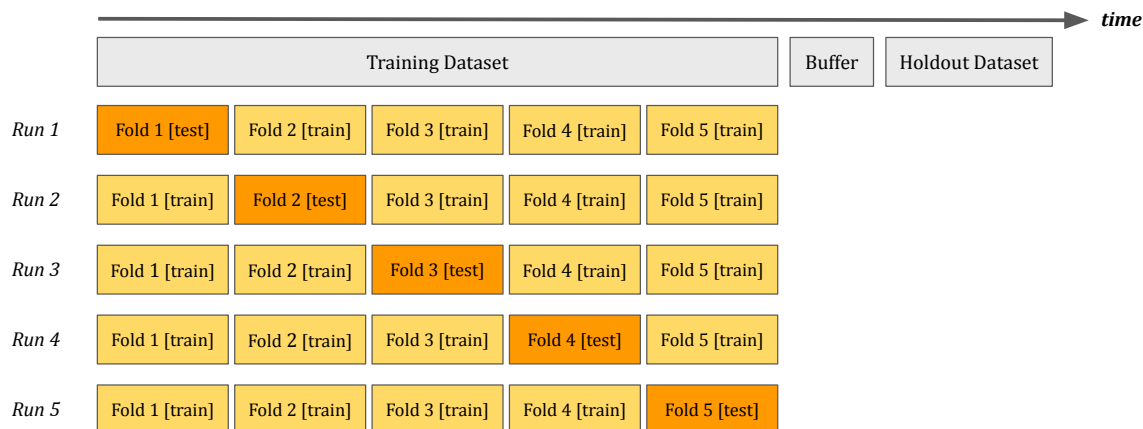 time
Training Dataset Buffer Holdout Dataset
Run 1 Fold 1 [test] Fold 2 [train] Fold 3 [train] Fold 4 [train] Fold 5 [train]
Run 2 Fold 1 [train] Fold 2 [test] Fold 3 [train] Fold 4 [train] Fold 5 [train]
Run 3 Fold 1 [train] Fold 2 [train] Fold 3 [test] Fold 4 [train] Fold 5 [train]
Run 4 Fold 1 [train] Fold 2 [train] Fold 3 [train] Fold 4 [test] Fold 5 [train]
Run 5 Fold 1 [train] Fold 2 [train] Fold 3 [train] Fold 4 [train] Fold 5 [test]